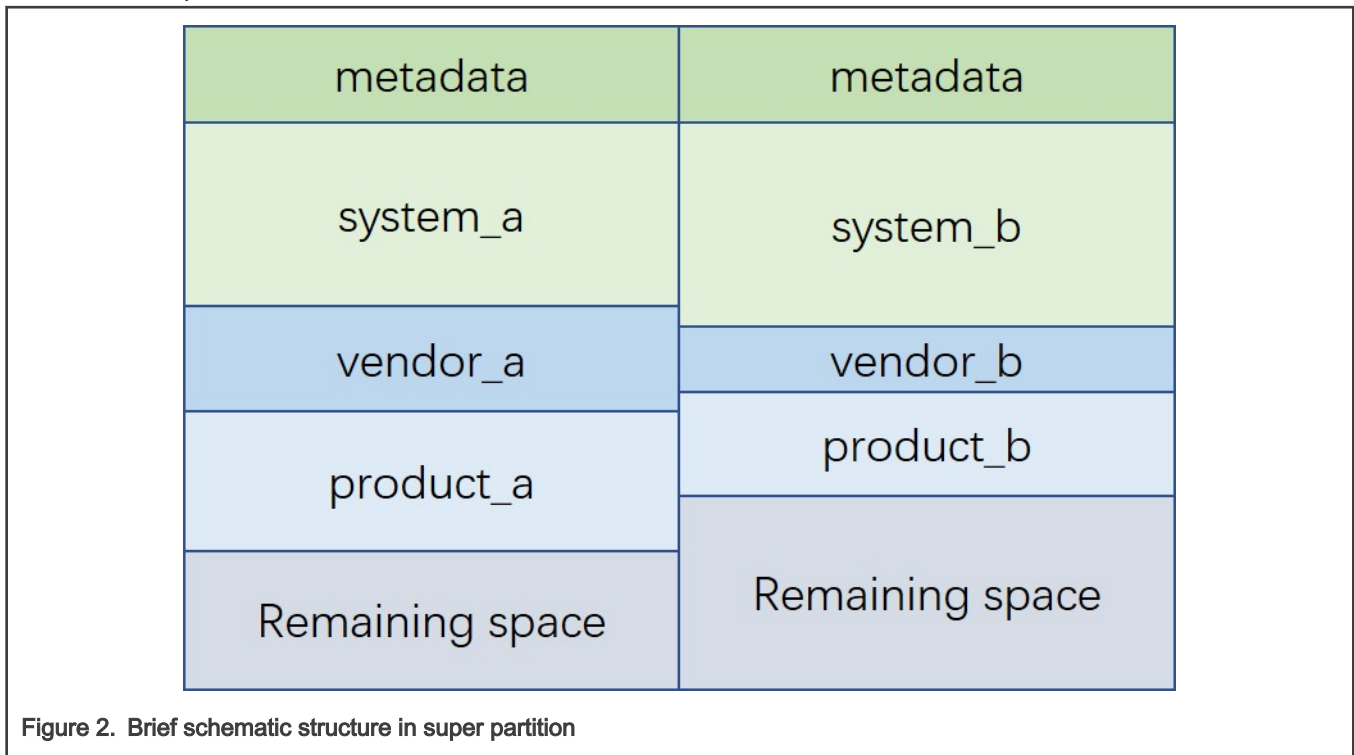 metadata
metadata
system_a
system_b
vendor_a
vendor_b
product_a
product_b
Remaining space
Remaining space
Figure 2. Brief schematic structure in super partition